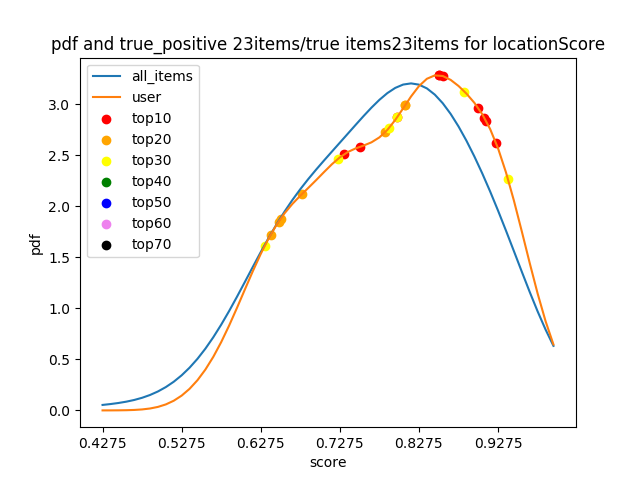 pdf and true_positive 23items/true items23items for locationScore
all_items
user
top10
top20
top30
top40
top50
top60
top70
pdf
3.0
2.5
2.0
1.5
1.0
0.5
0.0
0.4275 0.5275 0.6275 0.7275 0.8275 0.9275
score